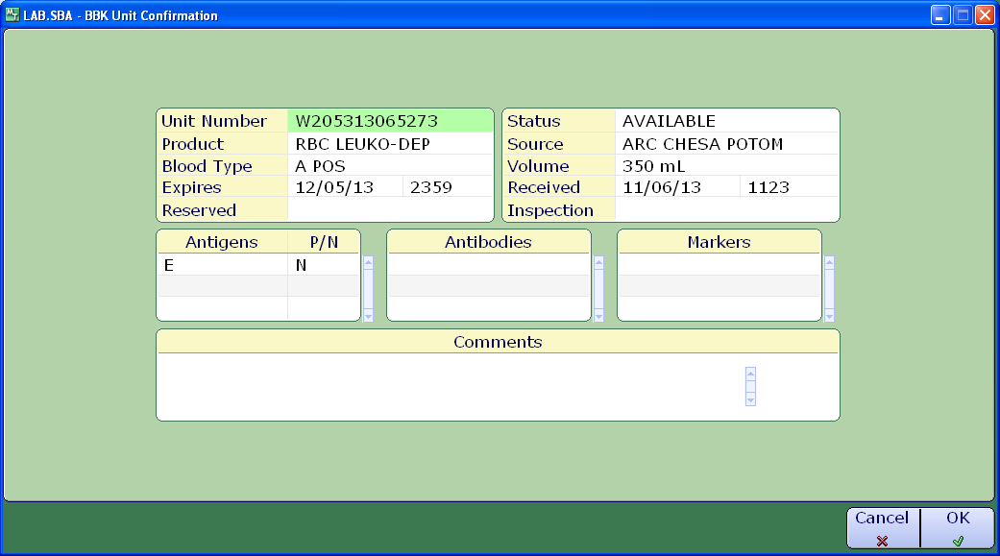 LAB.SBA - BBK Unit Confirmation
Unit Number W205313065273
Product RBC LEUKO-DEP
Blood Type A POS
Expires 12/05/13 2359
Reserved
Status AVAILABLE
Source ARC CHESA POTOM
Volume 350 mL
Received 11/06/13 1123
Inspection
Antigens P/N
E N
Antibodies
Markers
Comments
Cancel OK